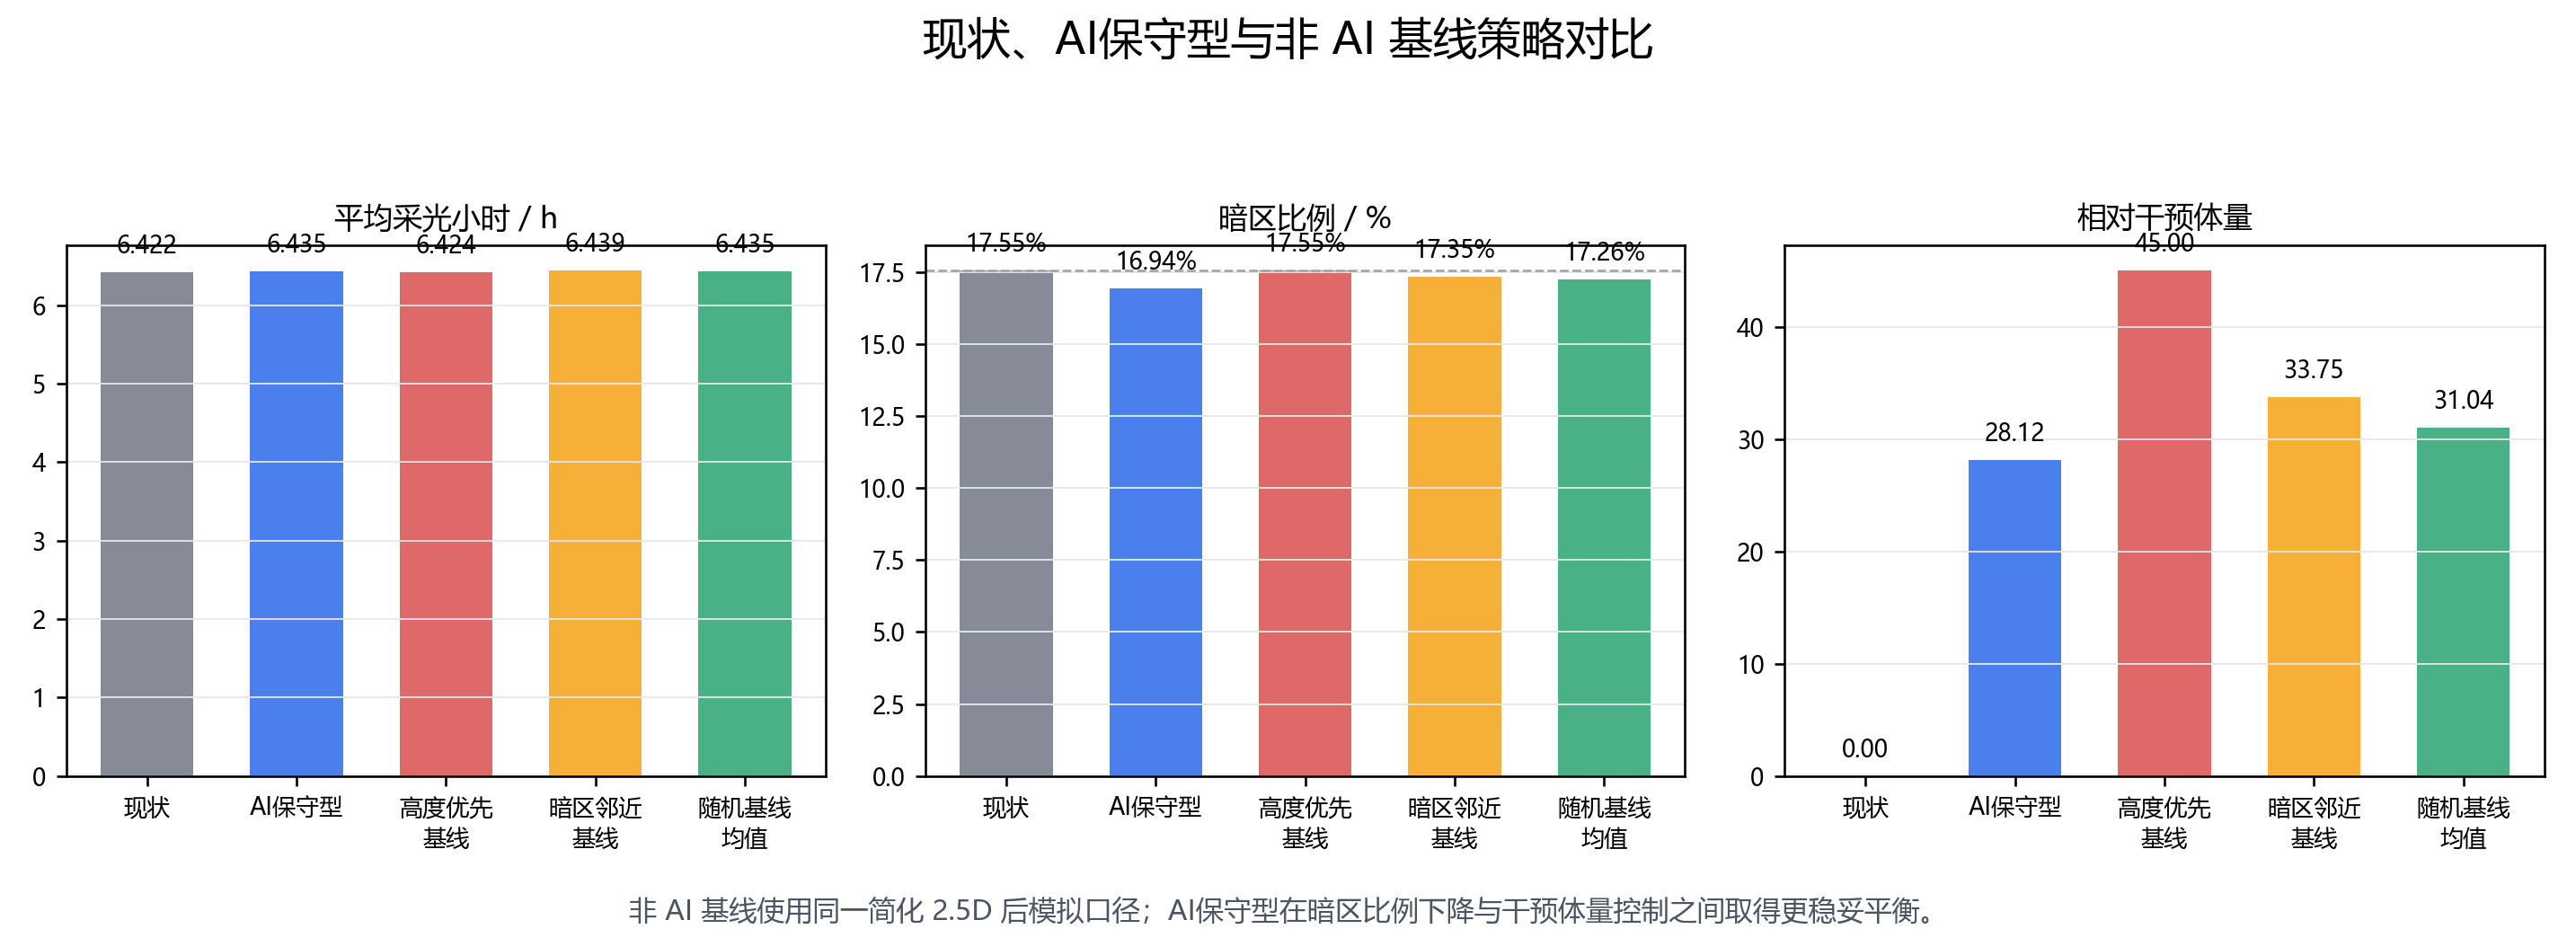 现状、AI保守型与非 AI 基线策略对比
平均采光小时 / h
6.422
6.435
6.424
6.439
6.435
6
5
4
3
2
1
0
现状
AI保守型
高度优先
基线
暗区邻近
基线
随机基线
均值
暗区比例 / %
17.55%
16.94%
17.55%
17.35%
17.26%
17.5
15.0
12.5
10.0
7.5
5.0
2.5
0.0
现状
AI保守型
高度优先
基线
暗区邻近
基线
随机基线
均值
相对干预体量
0.00
28.12
45.00
33.75
31.04
40
30
20
10
0
现状
AI保守型
高度优先
基线
暗区邻近
基线
随机基线
均值
非 AI 基线使用同一简化 2.5D 后模拟口径；AI保守型在暗区比例下降与干预体量控制之间取得更稳妥平衡。